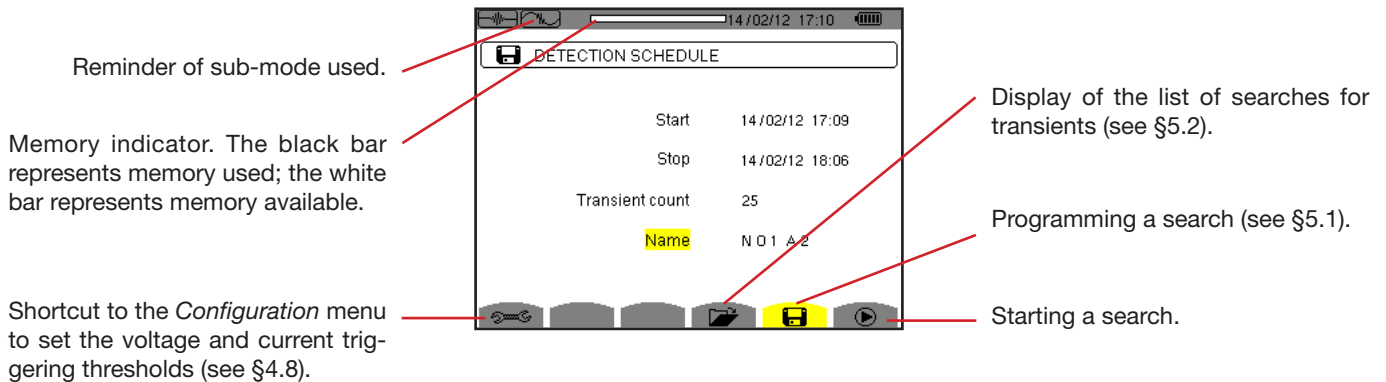 14/02/12 17:10
DETECTION SCHEDULE
Start 14/02/12 17:09
Stop 14/02/12 18:06
Transient count 25
Name N O 1 A 2
Reminder of sub-mode used.
Memory indicator. The black bar
represents memory used; the white
bar represents memory available.
Shortcut to the Configuration menu
to set the voltage and current trig-
gering thresholds (see §4.8).
Display of the list of searches for
transients (see §5.2).
Programming a search (see §5.1).
Starting a search.